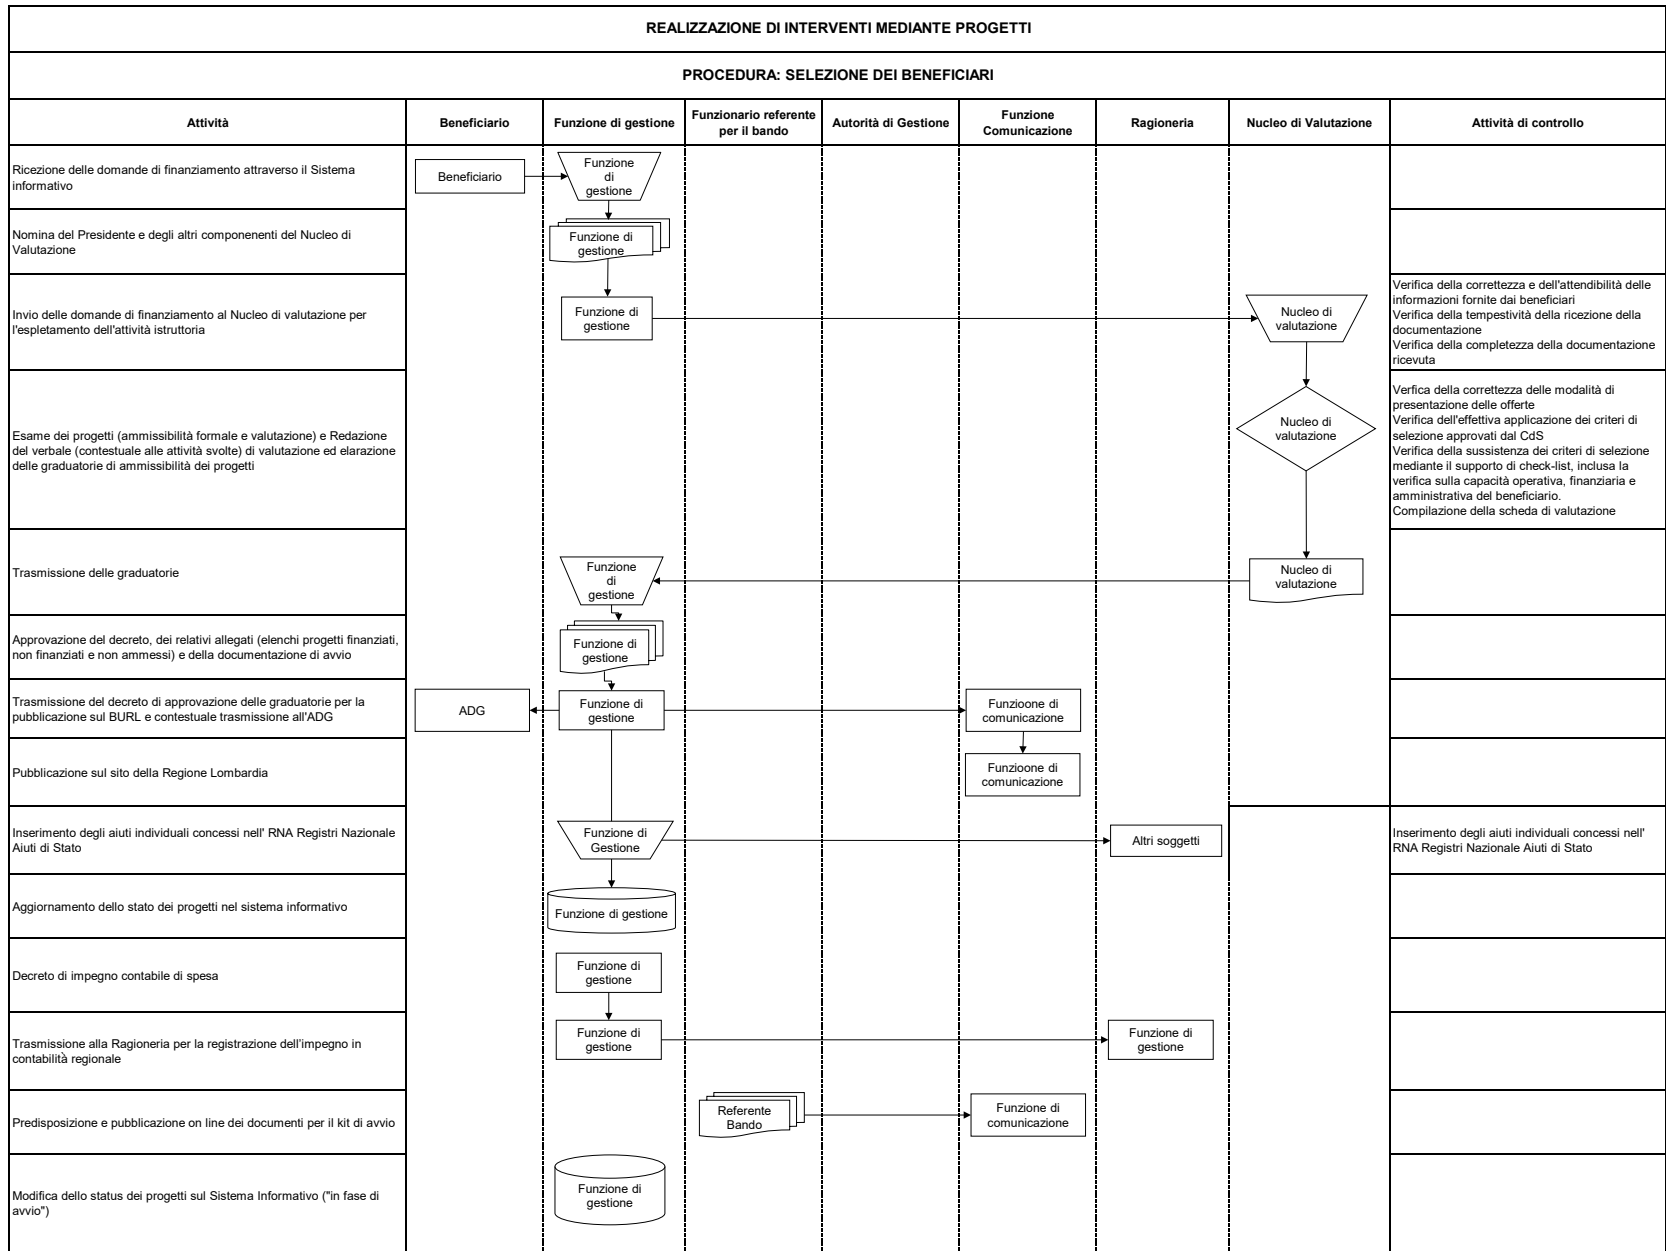 REALIZZAZIONE DI INTERVENTI MEDIANTE PROGETTI
PROCEDURA: SELEZIONE DEI BENEFICIARI
Attività
Beneficiario
Funzione di gestione
Funzionario referente
per il bando
Autorità di Gestione
Funzione
Comunicazione
Ragioneria
Nucleo di Valutazione
Attività di controllo
Ricezione delle domande di finanziamento attraverso il Sistema
informativo
Beneficiario
Funzione
di
gestione
Nomina del Presidente e degli altri componenenti del Nucleo di
Valutazione
Funzione di
gestione
Invio delle domande di finanziamento al Nucleo di valutazione per
l'espletamento dell'attività istruttoria
Funzione di
gestione
Nucleo di
valutazione
Verifica della correttezza e dell'attendibilità delle
informazioni fornite dai beneficiari
Verifica della tempestività della ricezione della
documentazione
Verifica della completezza della documentazione
ricevuta
Esame dei progetti (ammissibilità formale e valutazione) e Redazione
del verbale (contestuale alle attività svolte) di valutazione ed elarazione
delle graduatorie di ammissibilità dei progetti
Nucleo di
valutazione
Verfica della correttezza delle modalità di
presentazione delle offerte
Verifica dell'effettiva applicazione dei criteri di
selezione approvati dal CdS
Verifica della sussistenza dei criteri di selezione
mediante il supporto di check-list, inclusa la
verifica sulla capacità operativa, finanziaria e
amministrativa del beneficiario.
Compilazione della scheda di valutazione
Trasmissione delle graduatorie
Funzione
di
gestione
Nucleo di
valutazione
Approvazione del decreto, dei relativi allegati (elenchi progetti finanziati,
non finanziati e non ammessi) e della documentazione di avvio
Funzione di
gestione
Trasmissione del decreto di approvazione delle graduatorie per la
pubblicazione sul BURL e contestuale trasmissione all'ADG
ADG
Funzione di
gestione
Funzioone di
comunicazione
Pubblicazione sul sito della Regione Lombardia
Funzioone di
comunicazione
Inserimento degli aiuti individuali concessi nell' RNA Registri Nazionale
Aiuti di Stato
Funzione di
Gestione
Altri soggetti
Inserimento degli aiuti individuali concessi nell'
RNA Registri Nazionale Aiuti di Stato
Aggiornamento dello stato dei progetti nel sistema informativo
Funzione di gestione
Decreto di impegno contabile di spesa
Funzione di
gestione
Trasmissione alla Ragioneria per la registrazione dell'impegno in
contabilità regionale
Funzione di
gestione
Funzione di
gestione
Predisposizione e pubblicazione on line dei documenti per il kit di avvio
Referente
Bando
Funzione di
comunicazione
Modifica dello status dei progetti sul Sistema Informativo ("in fase di
avvio")
Funzione di
gestione